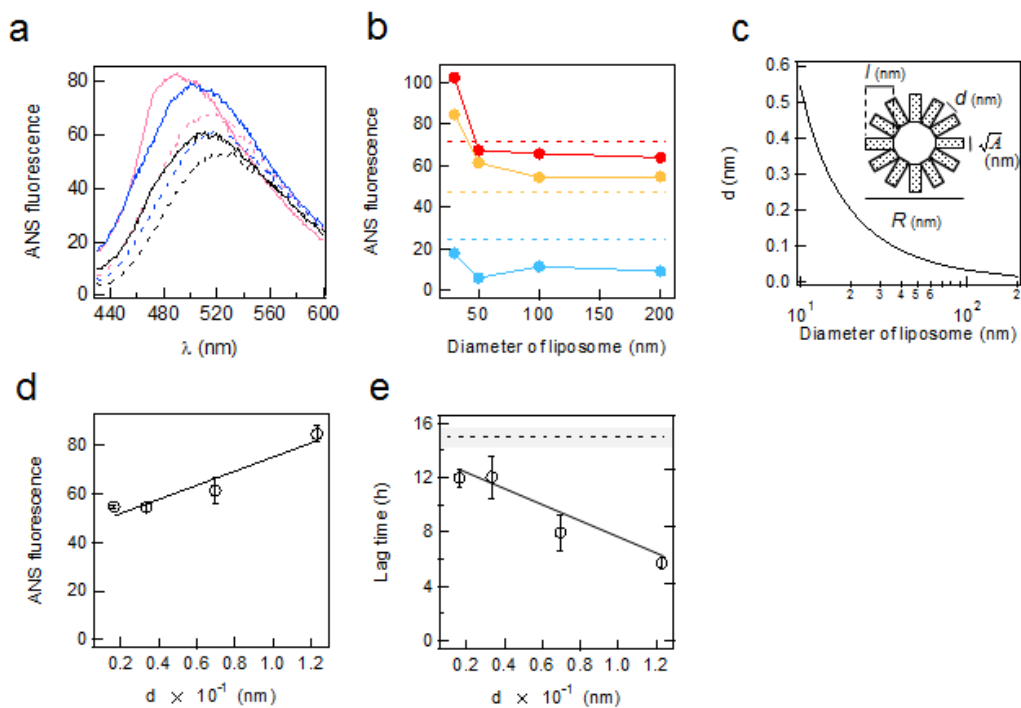 a
ANS fluorescence
80
60
40
20
0
440 480 520 560 600
λ (nm)
b
ANS fluorescence
100
80
60
40
20
0
50 100 150 200
Diameter of liposome (nm)
c
d (nm)
0.6
0.5
0.4
0.3
0.2
0.1
0.0
l (nm)
d (nm)
√A
(nm)
R (nm)
10¹ 2 3 4 5 6 10² 2
Diameter of liposome (nm)
d
ANS fluorescence
80
60
40
20
0
0.2 0.4 0.6 0.8 1.0 1.2
d × 10⁻¹ (nm)
e
Lag time (h)
16
12
8
4
0
0.2 0.4 0.6 0.8 1.0 1.2
d × 10⁻¹ (nm)